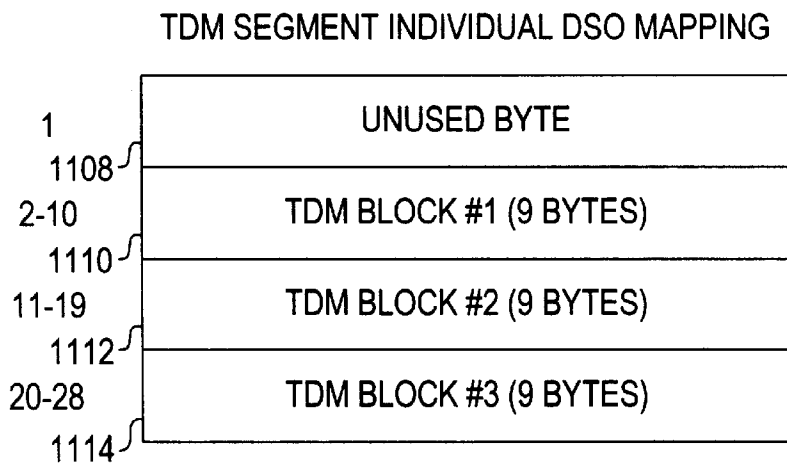 TDM SEGMENT INDIVIDUAL DSO MAPPING
1
UNUSED BYTE
1108
2-10
TDM BLOCK #1 (9 BYTES)
1110
11-19
TDM BLOCK #2 (9 BYTES)
1112
20-28
TDM BLOCK #3 (9 BYTES)
1114